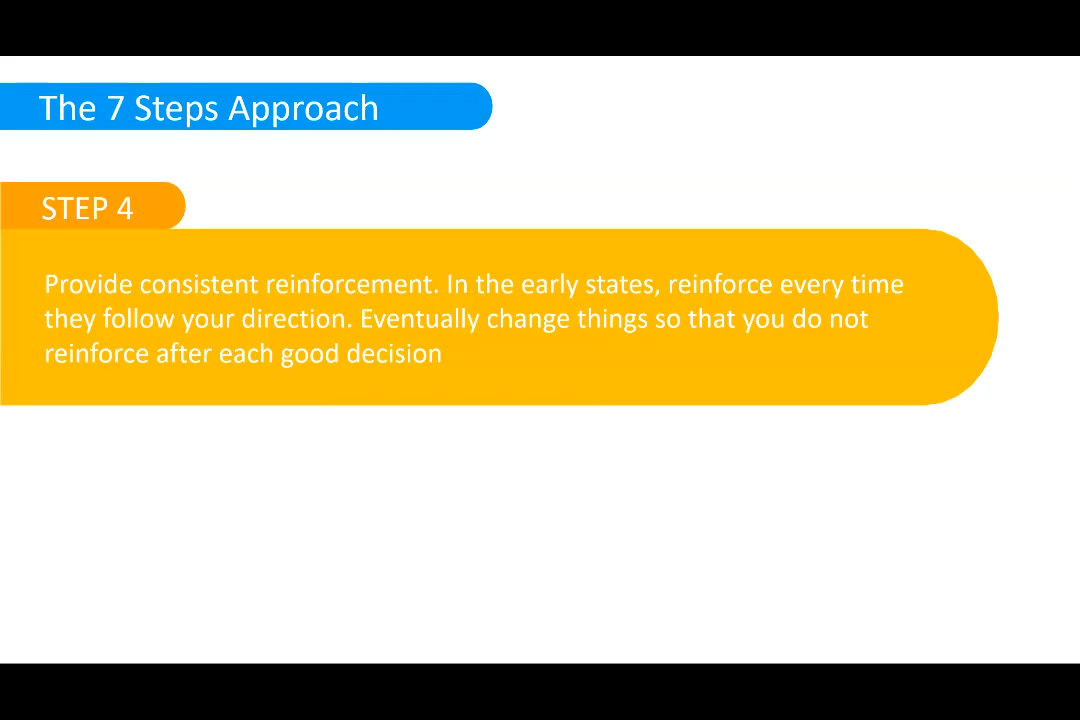 The 7 Steps Approach
STEP 4
Provide consistent reinforcement. In the early states, reinforce every time
they follow your direction. Eventually change things so that you do not
reinforce after each good decision